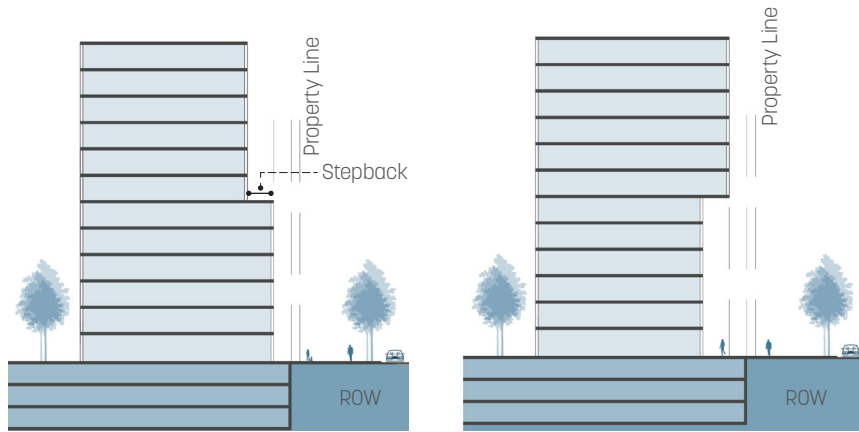 Property Line
Stepback
ROW
Property Line
ROW